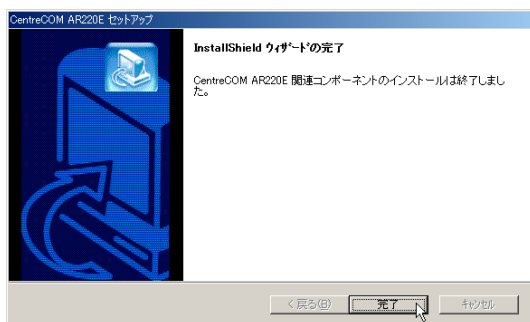 CentreCOM AR220E セットアップ
InstallShield ウィザードの完了
CentreCOM AR220E 関連コンポーネントのインストールは終了しまし
た。
< 戻る(B)
完了
キャンセル